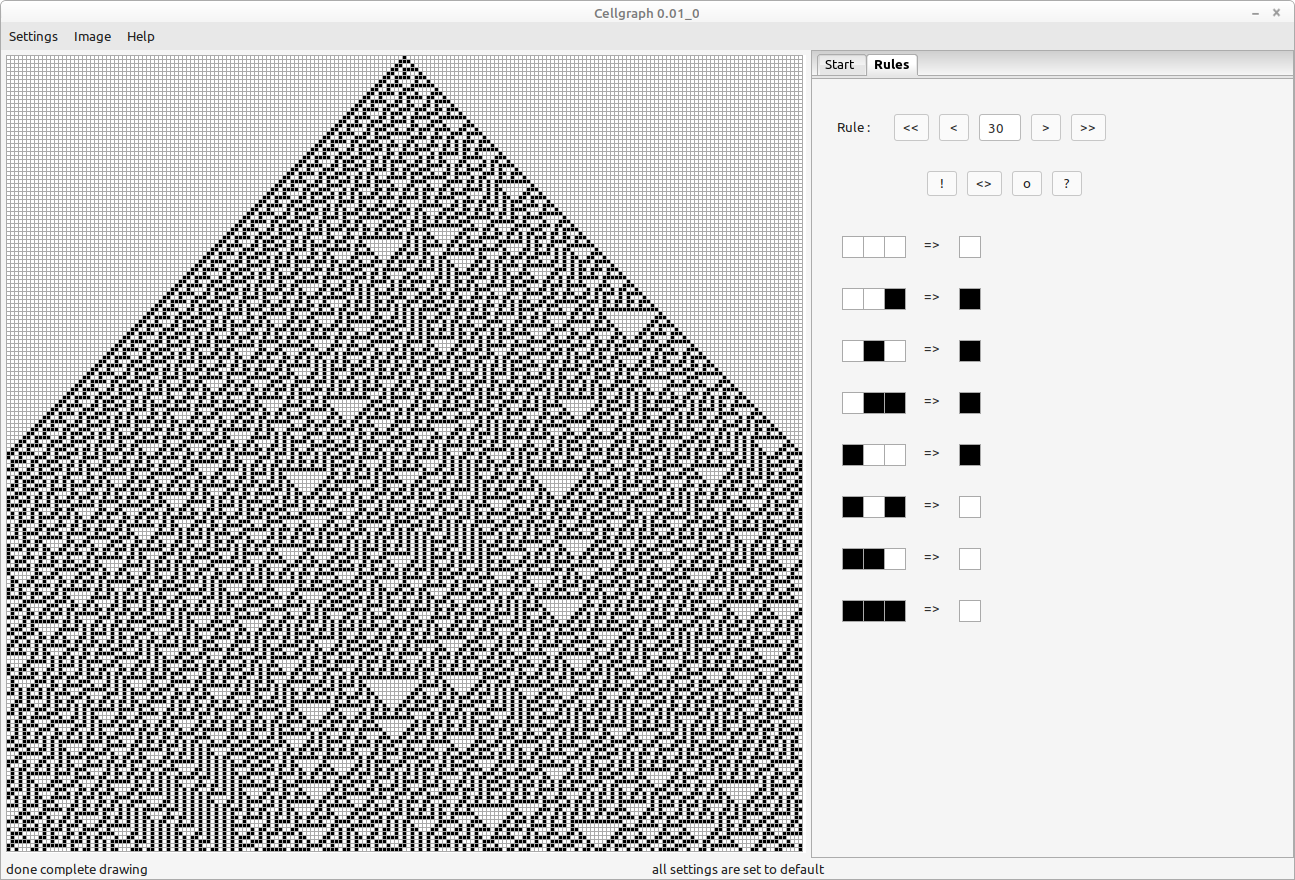 Cellgraph 0.01_0
Settings Image Help
Start Rules
Rule : << < 30 > >>
! <> o ?
=>
=>
=>
=>
=>
=>
=>
=>
done complete drawing all settings are set to default